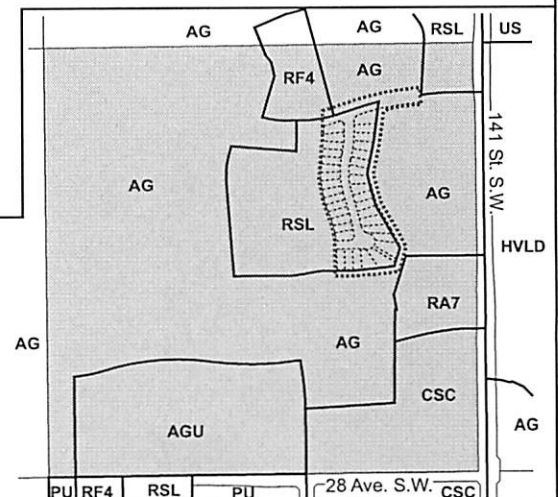 AG
AG
RSL
US
RF4
AG
141 St. S.W.
AG
AG
RSL
HVLD
RA7
AG
AG
CSC
AGU
AG
PU
RF4
RSL
PU
28 Ave. S.W.
CSC